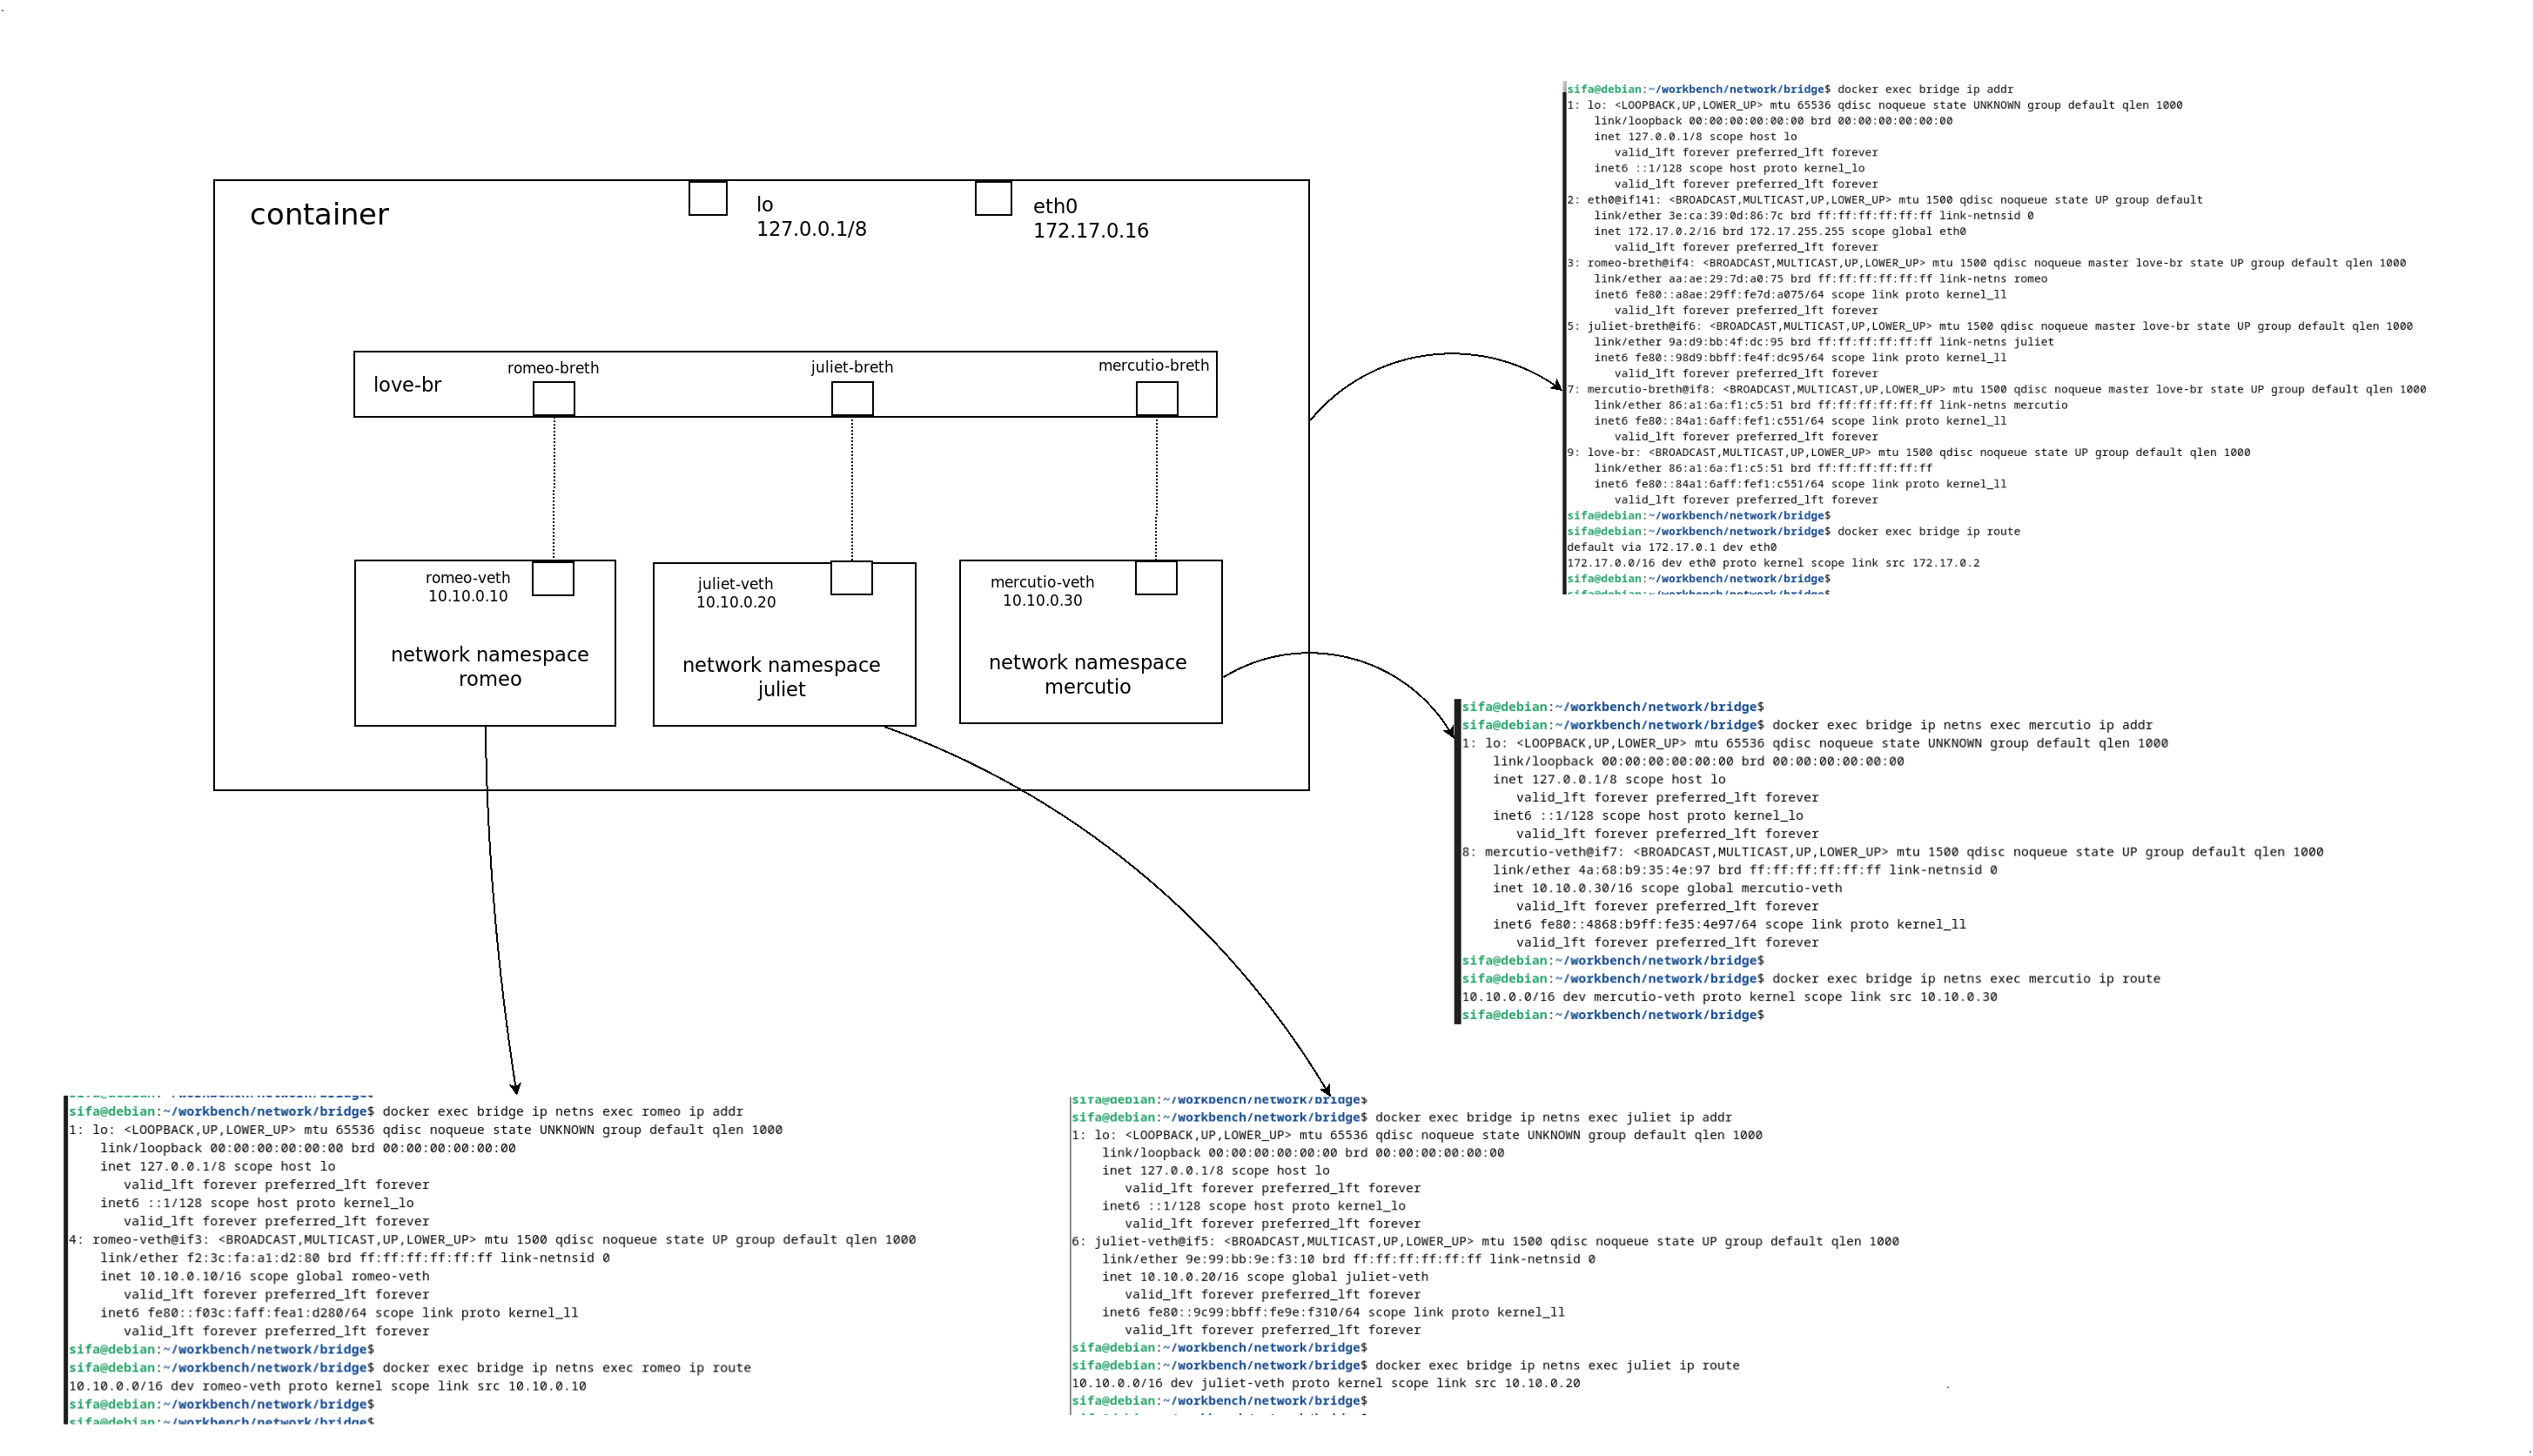 container
lo
127.0.0.1/8
eth0
172.17.0.16
love-br
romeo-breth
juliet-breth
mercutio-breth
romeo-veth
10.10.0.10
network namespace
romeo
juliet-veth
10.10.0.20
network namespace
juliet
mercutio-veth
10.10.0.30
network namespace
mercutio
sifa@debian:~/workbench/network/bridge$ docker exec bridge ip addr
1: lo: <LOOPBACK,UP,LOWER_UP> mtu 65536 qdisc noqueue state UNKNOWN group default qlen 1000
link/loopback 00:00:00:00:00:00 brd 00:00:00:00:00:00
inet 127.0.0.1/8 scope host lo
valid_lft forever preferred_lft forever
inet6 ::1/128 scope host proto kernel_lo
valid_lft forever preferred_lft forever
2: eth0@if141: <BROADCAST,MULTICAST,UP,LOWER_UP> mtu 1500 qdisc noqueue state UP group default
link/ether 3e:ca:39:0d:86:7c brd ff:ff:ff:ff:ff:ff link-netnsid 0
inet 172.17.0.2/16 brd 172.17.255.255 scope global eth0
valid_lft forever preferred_lft forever
3: romeo-breth@if4: <BROADCAST,MULTICAST,UP,LOWER_UP> mtu 1500 qdisc noqueue master love-br state UP group default qlen 1000
link/ether aa:ae:29:7d:a0:75 brd ff:ff:ff:ff:ff:ff link-netns romeo
inet6 fe80::a8ae:29ff:fe7d:a075/64 scope link proto kernel_ll
valid_lft forever preferred_lft forever
5: juliet-breth@if6: <BROADCAST,MULTICAST,UP,LOWER_UP> mtu 1500 qdisc noqueue master love-br state UP group default qlen 1000
link/ether 9a:d9:bb:4f:dc:95 brd ff:ff:ff:ff:ff:ff link-netns juliet
inet6 fe80::98d9:bbff:fe4f:dc95/64 scope link proto kernel_ll
valid_lft forever preferred_lft forever
7: mercutio-breth@if8: <BROADCAST,MULTICAST,UP,LOWER_UP> mtu 1500 qdisc noqueue master love-br state UP group default qlen 1000
link/ether 86:a1:6a:f1:c5:51 brd ff:ff:ff:ff:ff:ff link-netns mercutio
inet6 fe80::84a1:6aff:fef1:c551/64 scope link proto kernel_ll
valid_lft forever preferred_lft forever
9: love-br: <BROADCAST,MULTICAST,UP,LOWER_UP> mtu 1500 qdisc noqueue state UP group default qlen 1000
link/ether 86:a1:6a:f1:c5:51 brd ff:ff:ff:ff:ff:ff
inet6 fe80::84a1:6aff:fef1:c551/64 scope link proto kernel_ll
valid_lft forever preferred_lft forever
sifa@debian:~/workbench/network/bridge$
sifa@debian:~/workbench/network/bridge$ docker exec bridge ip route
default via 172.17.0.1 dev eth0
172.17.0.0/16 dev eth0 proto kernel scope link src 172.17.0.2
sifa@debian:~/workbench/network/bridge$
sifa@debian:~/workbench/network/bridge$
sifa@debian:~/workbench/network/bridge$
sifa@debian:~/workbench/network/bridge$ docker exec bridge ip netns exec mercutio ip addr
1: lo: <LOOPBACK,UP,LOWER_UP> mtu 65536 qdisc noqueue state UNKNOWN group default qlen 1000
link/loopback 00:00:00:00:00:00 brd 00:00:00:00:00:00
inet 127.0.0.1/8 scope host lo
valid_lft forever preferred_lft forever
inet6 ::1/128 scope host proto kernel_lo
valid_lft forever preferred_lft forever
8: mercutio-veth@if7: <BROADCAST,MULTICAST,UP,LOWER_UP> mtu 1500 qdisc noqueue state UP group default qlen 1000
link/ether 4a:68:b9:35:4e:97 brd ff:ff:ff:ff:ff:ff link-netnsid 0
inet 10.10.0.30/16 scope global mercutio-veth
valid_lft forever preferred_lft forever
inet6 fe80::4868:b9ff:fe35:4e97/64 scope link proto kernel_ll
valid_lft forever preferred_lft forever
sifa@debian:~/workbench/network/bridge$
sifa@debian:~/workbench/network/bridge$ docker exec bridge ip netns exec mercutio ip route
10.10.0.0/16 dev mercutio-veth proto kernel scope link src 10.10.0.30
sifa@debian:~/workbench/network/bridge$
sifa@debian:~/workbench/network/bridge$
sifa@debian:~/workbench/network/bridge$ docker exec bridge ip netns exec romeo ip addr
1: lo: <LOOPBACK,UP,LOWER_UP> mtu 65536 qdisc noqueue state UNKNOWN group default qlen 1000
link/loopback 00:00:00:00:00:00 brd 00:00:00:00:00:00
inet 127.0.0.1/8 scope host lo
valid_lft forever preferred_lft forever
inet6 ::1/128 scope host proto kernel_lo
valid_lft forever preferred_lft forever
4: romeo-veth@if3: <BROADCAST,MULTICAST,UP,LOWER_UP> mtu 1500 qdisc noqueue state UP group default qlen 1000
link/ether f2:3c:fa:a1:d2:80 brd ff:ff:ff:ff:ff:ff link-netnsid 0
inet 10.10.0.10/16 scope global romeo-veth
valid_lft forever preferred_lft forever
inet6 fe80::f03c:faff:fea1:d280/64 scope link proto kernel_ll
valid_lft forever preferred_lft forever
sifa@debian:~/workbench/network/bridge$
sifa@debian:~/workbench/network/bridge$ docker exec bridge ip netns exec romeo ip route
10.10.0.0/16 dev romeo-veth proto kernel scope link src 10.10.0.10
sifa@debian:~/workbench/network/bridge$
sifa@debian:~/workbench/network/bridge$
sifa@debian:~/workbench/network/bridge$
sifa@debian:~/workbench/network/bridge$ docker exec bridge ip netns exec juliet ip addr
1: lo: <LOOPBACK,UP,LOWER_UP> mtu 65536 qdisc noqueue state UNKNOWN group default qlen 1000
link/loopback 00:00:00:00:00:00 brd 00:00:00:00:00:00
inet 127.0.0.1/8 scope host lo
valid_lft forever preferred_lft forever
inet6 ::1/128 scope host proto kernel_lo
valid_lft forever preferred_lft forever
6: juliet-veth@if5: <BROADCAST,MULTICAST,UP,LOWER_UP> mtu 1500 qdisc noqueue state UP group default qlen 1000
link/ether 9e:99:bb:9e:f3:10 brd ff:ff:ff:ff:ff:ff link-netnsid 0
inet 10.10.0.20/16 scope global juliet-veth
valid_lft forever preferred_lft forever
inet6 fe80::9c99:bbff:fe9e:f310/64 scope link proto kernel_ll
valid_lft forever preferred_lft forever
sifa@debian:~/workbench/network/bridge$
sifa@debian:~/workbench/network/bridge$ docker exec bridge ip netns exec juliet ip route
10.10.0.0/16 dev juliet-veth proto kernel scope link src 10.10.0.20
sifa@debian:~/workbench/network/bridge$